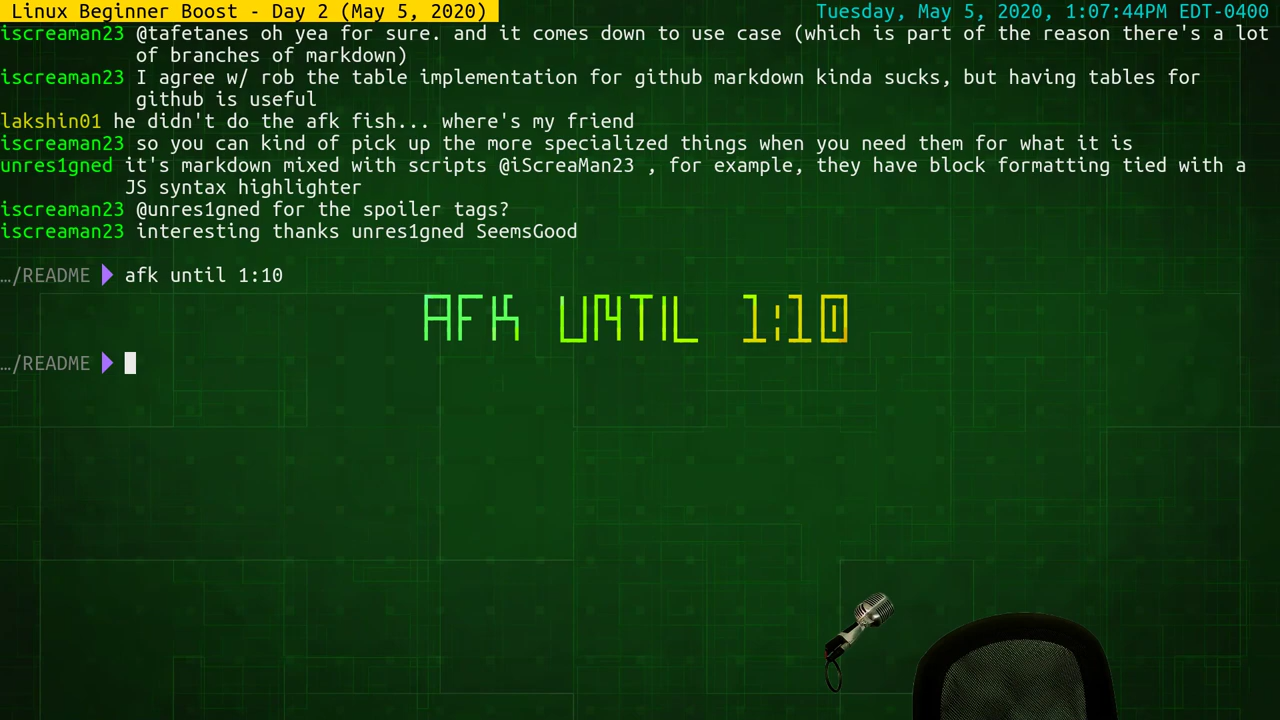 Linux Beginner Boost - Day 2 (May 5, 2020)
Tuesday, May 5, 2020, 1:07:44PM EDT-0400
iscreaman23 @tafetanes oh yea for sure. and it comes down to use case (which is part of the reason there's a lot
of branches of markdown)
iscreaman23 I agree w/ rob the table implementation for github markdown kinda sucks, but having tables for
github is useful
lakshin01 he didn't do the afk fish... where's my friend
iscreaman23 so you can kind of pick up the more specialized things when you need them for what it is
unres1gned it's markdown mixed with scripts @iScreaMan23 , for example, they have block formatting tied with a
JS syntax highlighter
iscreaman23 @unres1gned for the spoiler tags?
iscreaman23 interesting thanks unres1gned SeemsGood
…/README afk until 1:10
AFK UNTIL 1:10
…/README